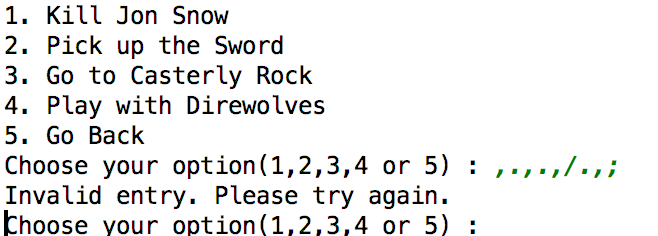 1. Kill Jon Snow
2. Pick up the Sword
3. Go to Casterly Rock
4. Play with Direwolves
5. Go Back
Choose your option(1,2,3,4 or 5) : ,.,.,/.,;
Invalid entry. Please try again.
Choose your option(1,2,3,4 or 5) :